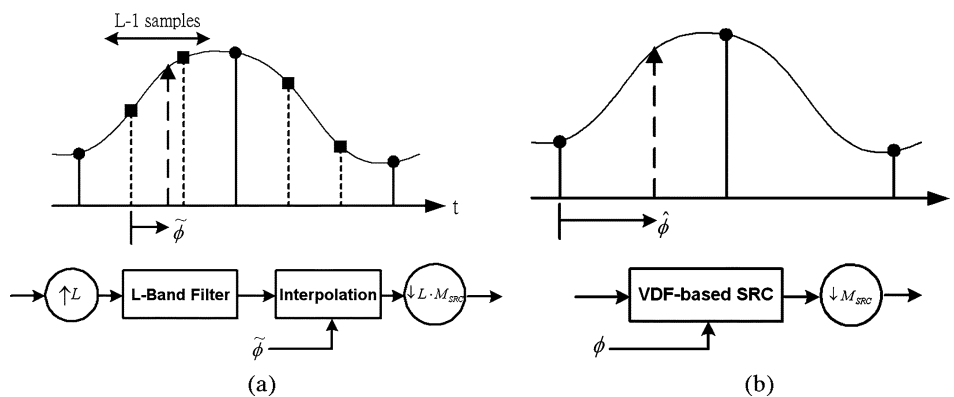 L-1 samples
t
φ̃
φ̂
↑L
L-Band Filter
Interpolation
↓L·M_SRC
φ̃
(a)
VDF-based SRC
↓M_SRC
ϕ
(b)